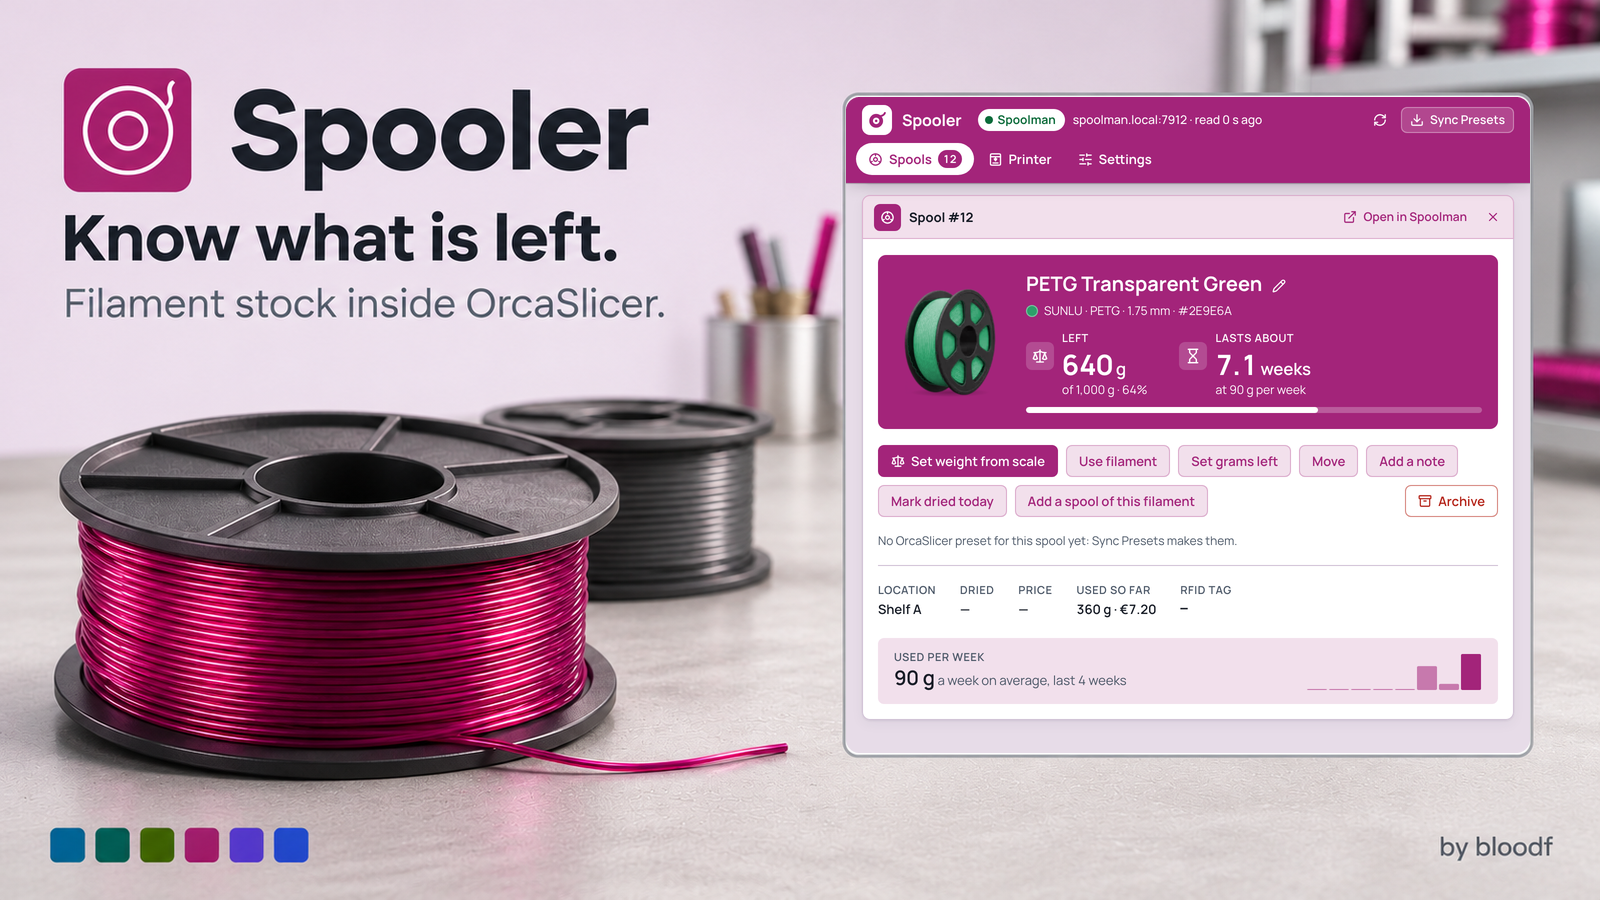 Spooler
Know what is left.
Filament stock inside OrcaSlicer.
Spooler
Spoolman
spoolman.local:7912 · read 0 s ago
Sync Presets
Spools 12
Printer
Settings
Spool #12
Open in Spoolman
PETG Transparent Green
SUNLU · PETG · 1.75 mm · #2E9E6A
LEFT
640 g
of 1,000 g · 64%
LASTS ABOUT
7.1 weeks
at 90 g per week
Set weight from scale
Use filament
Set grams left
Move
Add a note
Mark dried today
Add a spool of this filament
Archive
No OrcaSlicer preset for this spool yet: Sync Presets makes them.
LOCATION
Shelf A
DRIED
–
PRICE
–
USED SO FAR
360 g · €7.20
RFID TAG
–
USED PER WEEK
90 g a week on average, last 4 weeks
by bloodf